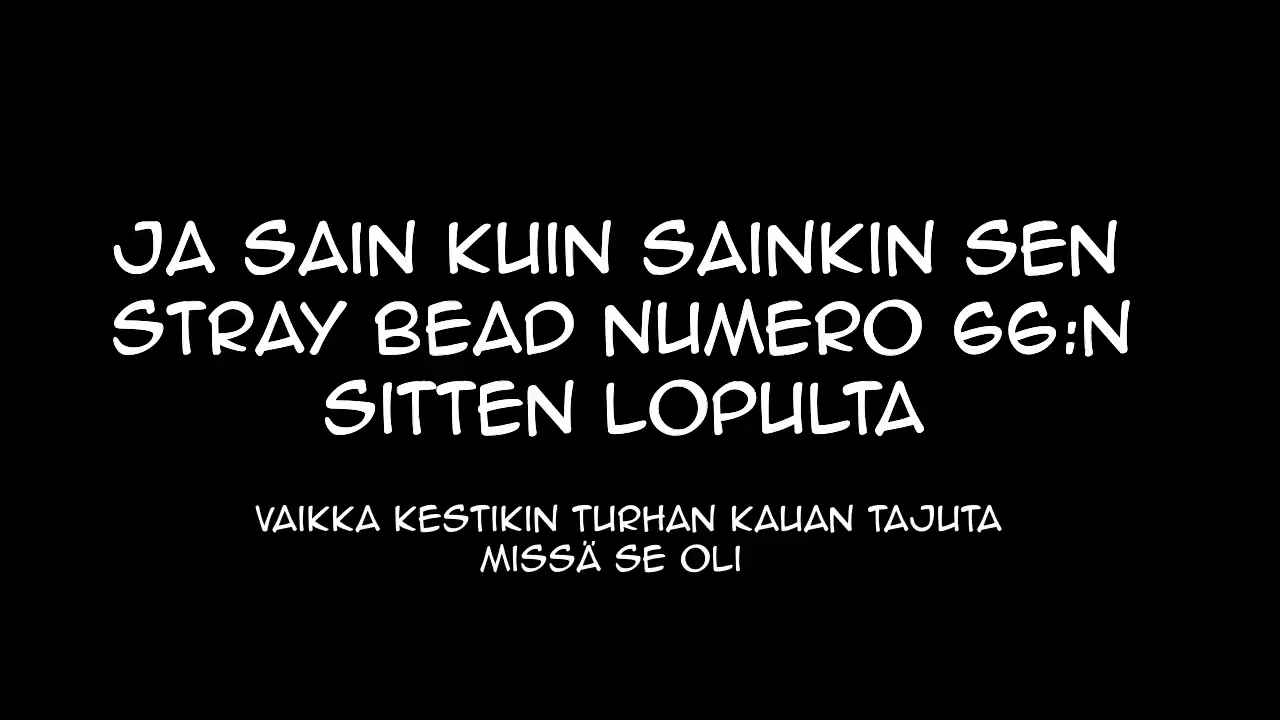 JA SAIN KUIN SAINKIN SEN
STRAY BEAD NUMERO 66:N
SITTEN LOPULTA
VAIKKA KESTIKIN TURHAN KAUAN TAJUTA
MISSÄ SE OLI